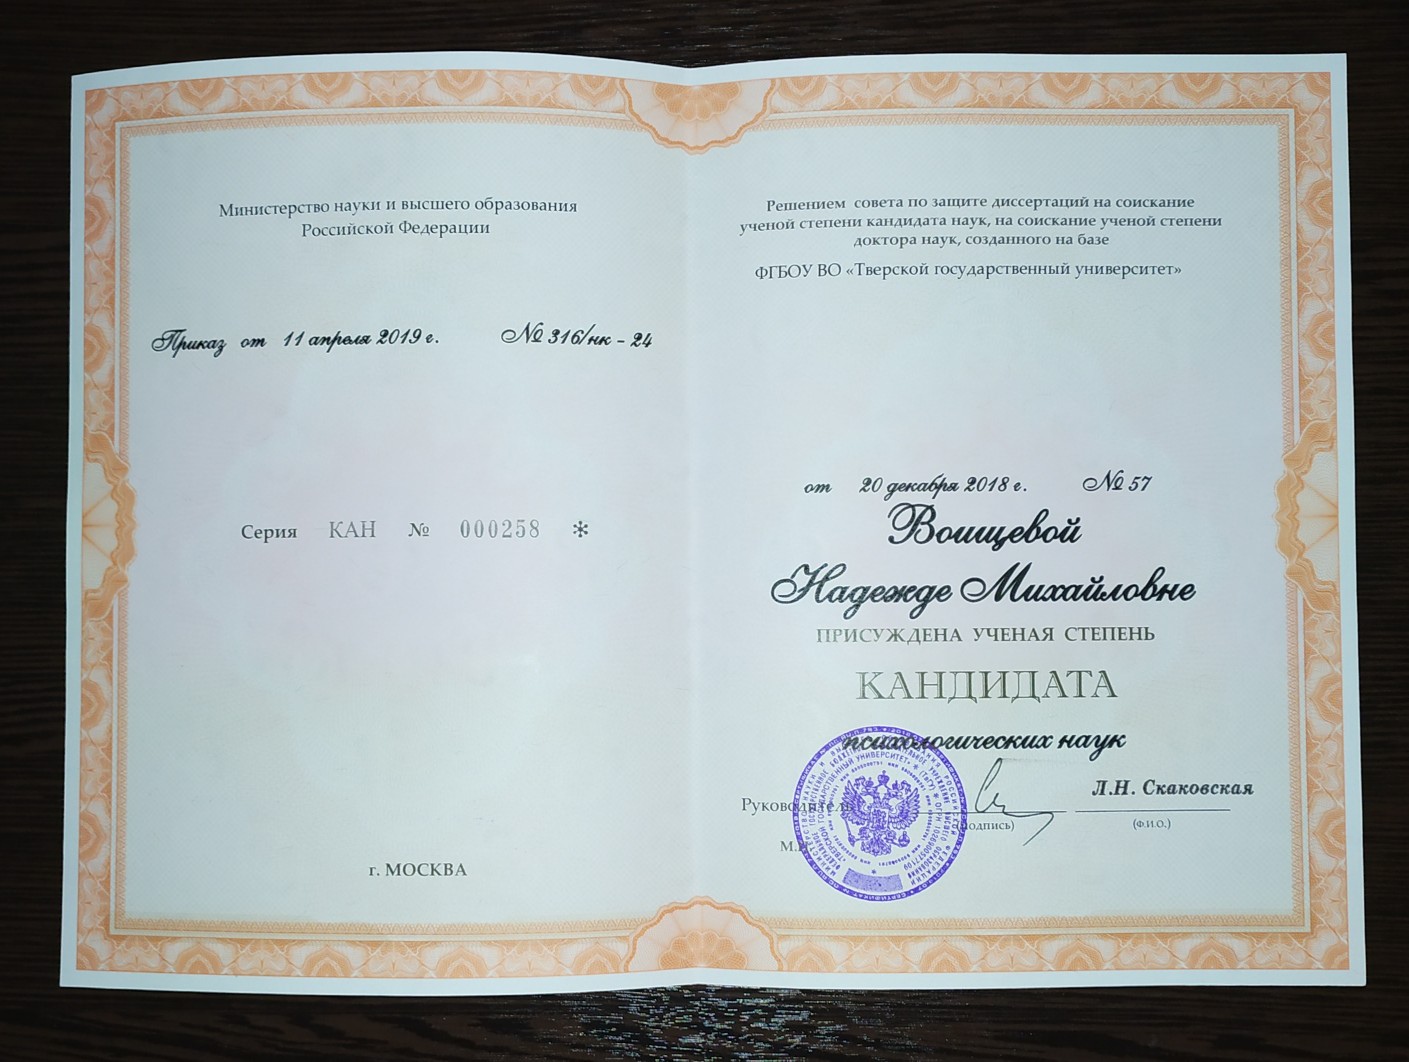 Министерство науки и высшего образования
Российской Федерации
Приказ от 11 апреля 2019 г. № 316/нк - 24
Серия КАН № 000258 *
г. МОСКВА
Решением совета по защите диссертаций на соискание
ученой степени кандидата наук, на соискание ученой степени
доктора наук, созданного на базе
ФГБОУ ВО «Тверской государственный университет»
от 20 декабря 2018 г. № 57
Воищевой
Надежде Михайловне
ПРИСУЖДЕНА УЧЕНАЯ СТЕПЕНЬ
КАНДИДАТА
психологических наук
Руководитель
Л.Н. Скаковская
(подпись)
(Ф.И.О.)
М.П.